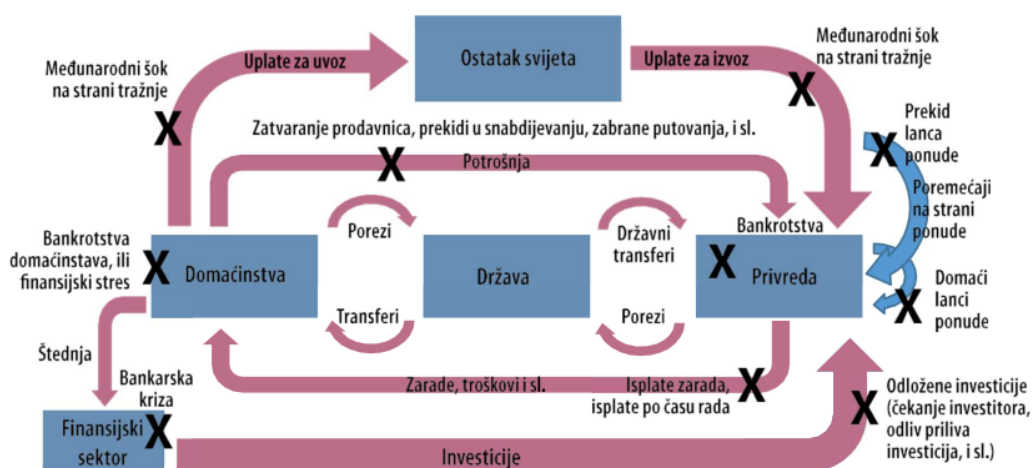 Međunarodni šok
na strani tražnje
X
Uplate za uvoz
Ostatak svijeta
Uplate za izvoz
X
Međunarodni šok
na strani tražnje
Zatvaranje prodavnica, prekidi u snabdijevanju, zabrane putovanja, i sl.
X
Potrošnja
X
Prekid
lanca
ponude
Poremećaji
na strani
ponude
Bankrotstva
domaćinstava, ili
finansijski stres
X
Domaćinstva
Porezi
Transferi
Država
Državni
transferi
Porezi
Bankrotstva
X
Privreda
X
Domaći
lanci
ponude
Štednja
Zarade, troškovi i sl.
Isplate zarada,
isplate po času rada
X
Bankarska
kriza
X
Finansijski
sektor
Investicije
X
Odložene investicije
(čekanje investitora,
odliv priliva
investicija, i sl.)